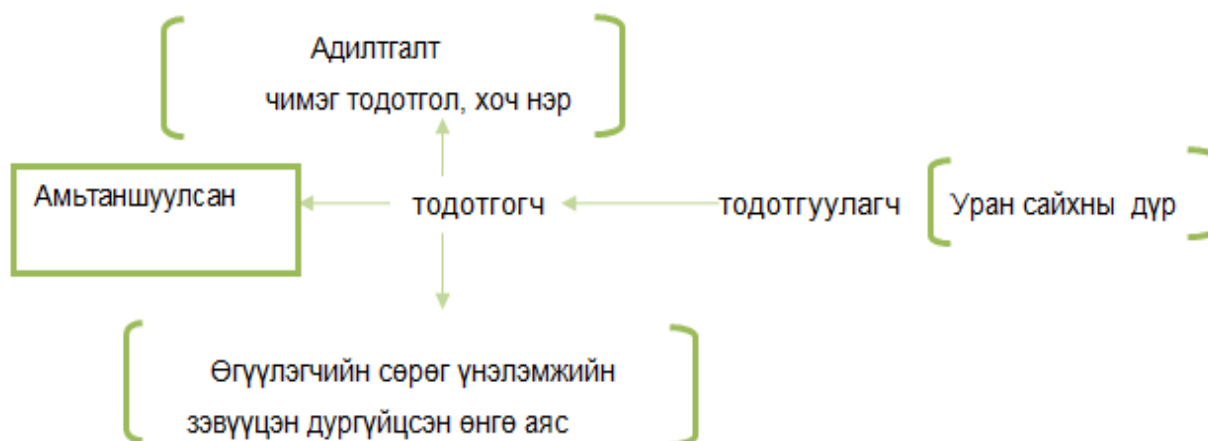 Адилтгалт
чимэг тодотгол, хоч нэр
Амьтаншуулсан
тодотгогч
тодотгуулагч
Уран сайхны дүр
Өгүүлэгчийн сөрөг үнэлэмжийн
зэвүүцэн дургүйцсэн өнгө аяс